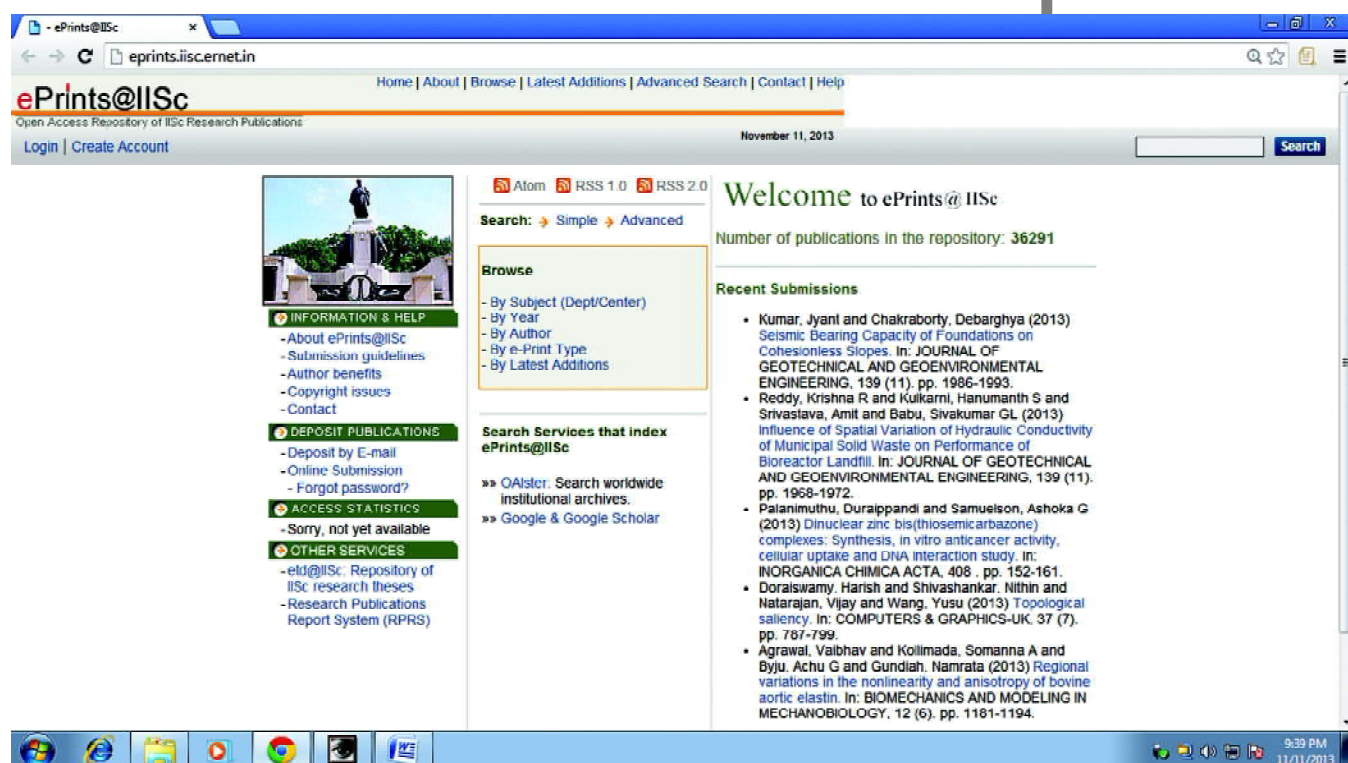 - ePrints@IISc
eprints.iisc.ernet.in
Home | About | Browse | Latest Additions | Advanced Search | Contact | Help
ePrints@IISc
Open Access Repository of IISc Research Publications
November 11, 2013
Login | Create Account
Search
Atom RSS 1.0 RSS 2.0
Search: Simple Advanced
Browse
- By Subject (Dept/Center)
- By Year
- By Author
- By e-Print Type
- By Latest Additions
Search Services that index
ePrints@IISc
»» OAIster: Search worldwide
institutional archives.
»» Google & Google Scholar
INFORMATION & HELP
- About ePrints@IISc
- Submission guidelines
- Author benefits
- Copyright issues
- Contact
DEPOSIT PUBLICATIONS
- Deposit by E-mail
- Online Submission
- Forgot password?
ACCESS STATISTICS
- Sorry, not yet available
OTHER SERVICES
- etd@IISc: Repository of
IISc research theses
- Research Publications
Report System (RPRS)
Welcome to ePrints@IISc
Number of publications in the repository: 36291
Recent Submissions
• Kumar, Jyant and Chakraborty, Debarghya (2013)
Seismic Bearing Capacity of Foundations on
Cohesionless Slopes. In: JOURNAL OF
GEOTECHNICAL AND GEOENVIRONMENTAL
ENGINEERING, 139 (11). pp. 1986-1993.
• Reddy, Krishna R and Kulkarni, Hanumanth S and
Srivastava, Amit and Babu, Sivakumar GL (2013)
Influence of Spatial Variation of Hydraulic Conductivity
of Municipal Solid Waste on Performance of
Bioreactor Landfill. In: JOURNAL OF GEOTECHNICAL
AND GEOENVIRONMENTAL ENGINEERING, 139 (11).
pp. 1968-1972.
• Palanimuthu, Duraippandi and Samuelson, Ashoka G
(2013) Dinuclear zinc bis(thiosemicarbazone)
complexes: Synthesis, in vitro anticancer activity,
cellular uptake and DNA interaction study. In:
INORGANICA CHIMICA ACTA, 408 . pp. 152-161.
• Doraiswamy, Harish and Shivashankar, Nithin and
Natarajan, Vijay and Wang, Yusu (2013) Topological
saliency. In: COMPUTERS & GRAPHICS-UK, 37 (7).
pp. 787-799.
• Agrawal, Vaibhav and Kollimada, Somanna A and
Byju, Achu G and Gundiah, Namrata (2013) Regional
variations in the nonlinearity and anisotropy of bovine
aortic elastin. In: BIOMECHANICS AND MODELING IN
MECHANOBIOLOGY, 12 (6). pp. 1181-1194.
9:39 PM
11/11/2013